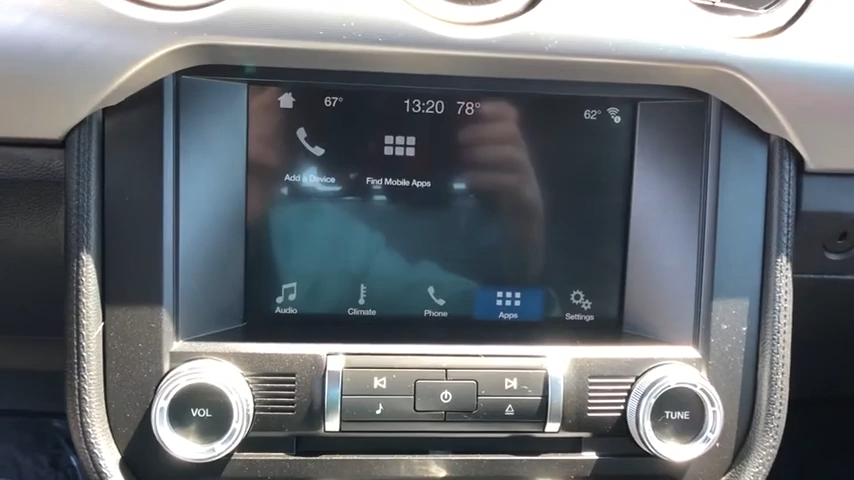 67° 13:20 78° 62°
Add a Device Find Mobile Apps
Audio Climate Phone Apps Settings
VOL TUNE